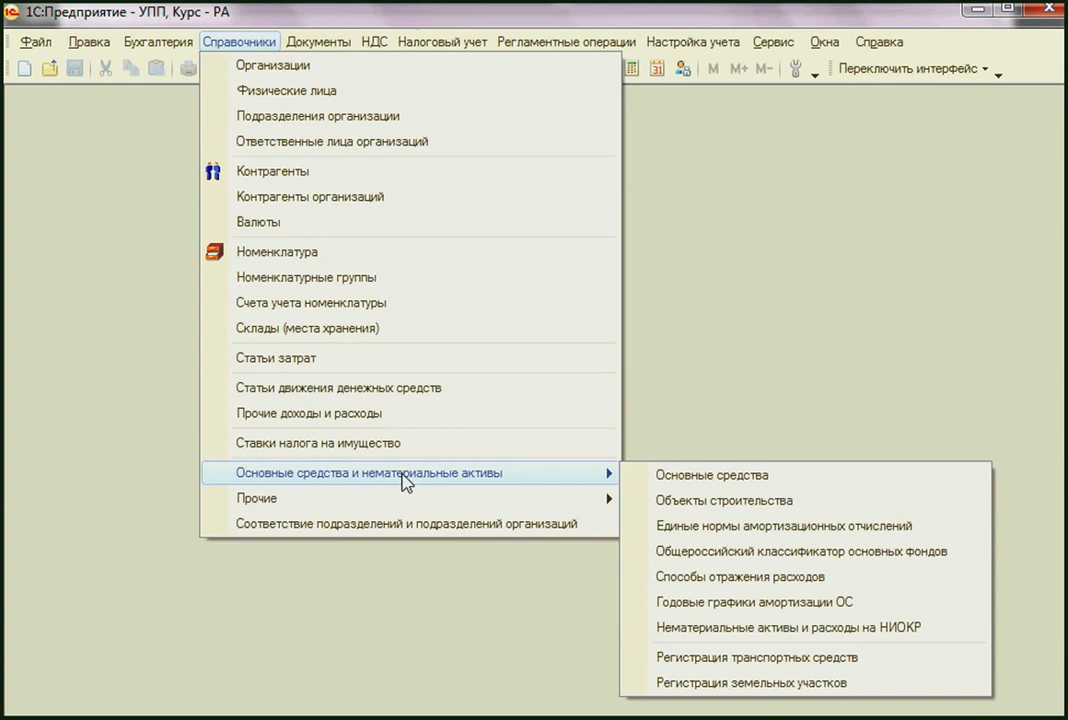 1С:Предприятие - УПП, Курс - РА
Файл Правка Бухгалтерия Справочники Документы НДС Налоговый учет Регламентные операции Настройка учета Сервис Окна Справка
31 М М+ М− Переключить интерфейс
Организации
Физические лица
Подразделения организации
Ответственные лица организаций
Контрагенты
Контрагенты организаций
Валюты
Номенклатура
Номенклатурные группы
Счета учета номенклатуры
Склады (места хранения)
Статьи затрат
Статьи движения денежных средств
Прочие доходы и расходы
Ставки налога на имущество
Основные средства и нематериальные активы
Прочие
Соответствие подразделений и подразделений организаций
Основные средства
Объекты строительства
Единые нормы амортизационных отчислений
Общероссийский классификатор основных фондов
Способы отражения расходов
Годовые графики амортизации ОС
Нематериальные активы и расходы на НИОКР
Регистрация транспортных средств
Регистрация земельных участков